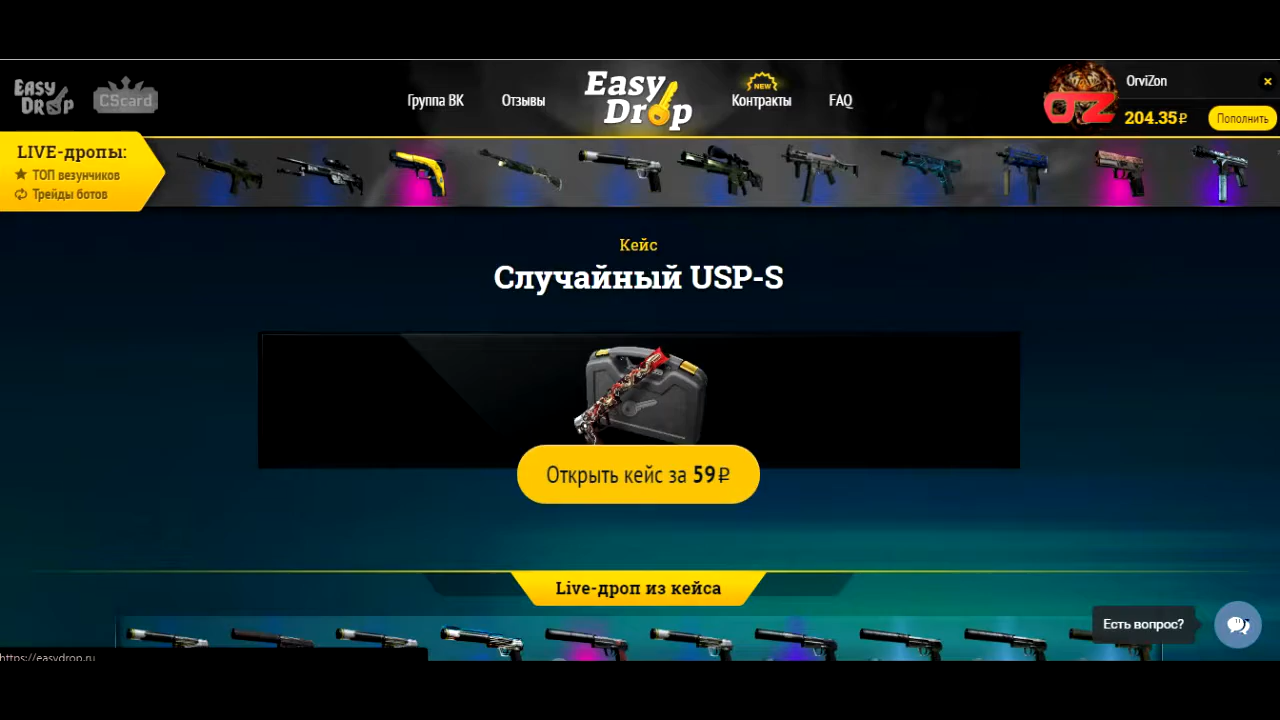 EASY DROP
CScard
Группа ВК
Отзывы
Easy Drop
NEW
Контракты
FAQ
OZ
OrviZon
×
204.35₽
Пополнить
LIVE-дропы:
ТОП везунчиков
Трейды ботов
Кейс
Случайный USP-S
Открыть кейс за 59₽
Live-дроп из кейса
Есть вопрос?
https://easydrop.ru